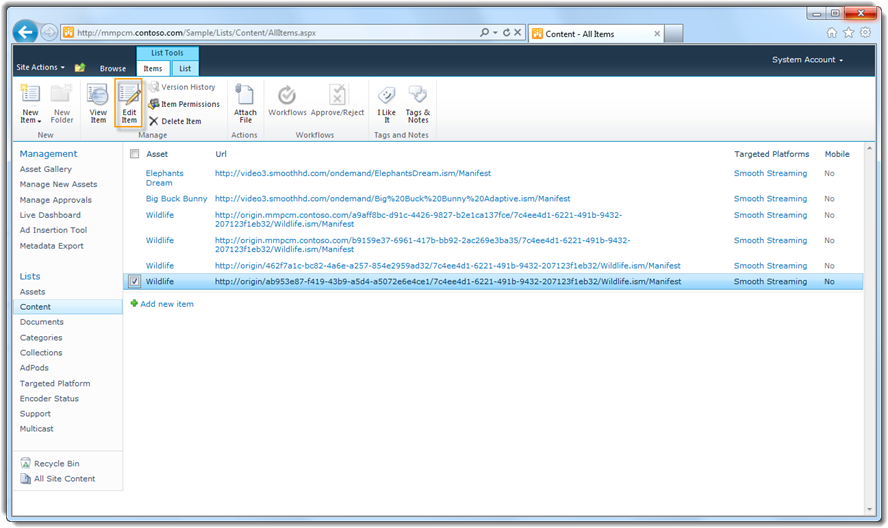 http://mmpcm.contoso.com/Sample/Lists/Content/AllItems.aspx
Content - All Items
List Tools
Site Actions
Browse
Items
List
System Account
New Item
New Folder
View Item
Edit Item
Version History
Item Permissions
Delete Item
Attach File
Workflows
Approve/Reject
I Like It
Tags & Notes
New
Manage
Actions
Workflows
Tags and Notes
Management
Asset Gallery
Manage New Assets
Manage Approvals
Live Dashboard
Ad Insertion Tool
Metadata Export
Lists
Assets
Content
Documents
Categories
Collections
AdPods
Targeted Platform
Encoder Status
Support
Multicast
Recycle Bin
All Site Content
Asset Url Targeted Platforms Mobile
Elephants Dream http://video3.smoothhd.com/ondemand/ElephantsDream.ism/Manifest Smooth Streaming No
Big Buck Bunny http://video3.smoothhd.com/ondemand/Big%20Buck%20Bunny%20Adaptive.ism/Manifest Smooth Streaming No
Wildlife http://origin.mmpcm.contoso.com/a9aff8bc-d91c-4426-9827-b2e1ca137fce/7c4ee4d1-6221-491b-9432-
207123f1eb32/Wildlife.ism/Manifest Smooth Streaming No
Wildlife http://origin.mmpcm.contoso.com/b9159e37-6961-417b-bb92-2ac269e3ba35/7c4ee4d1-6221-491b-9432-
207123f1eb32/Wildlife.ism/Manifest Smooth Streaming No
Wildlife http://origin/462f7a1c-bc82-4a6e-a257-854e2959ad32/7c4ee4d1-6221-491b-9432-207123f1eb32/Wildlife.ism/Manifest Smooth Streaming No
Wildlife http://origin/ab953e87-f419-43b9-a5d4-a5072e6e4ce1/7c4ee4d1-6221-491b-9432-207123f1eb32/Wildlife.ism/Manifest Smooth Streaming No
Add new item